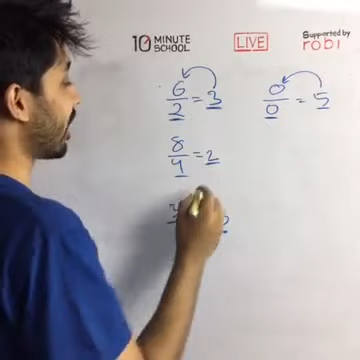 10 MINUTE SCHOOL
LIVE
Supported by
robi
6/2 = 3
0/0 = 5
8/4 = 2